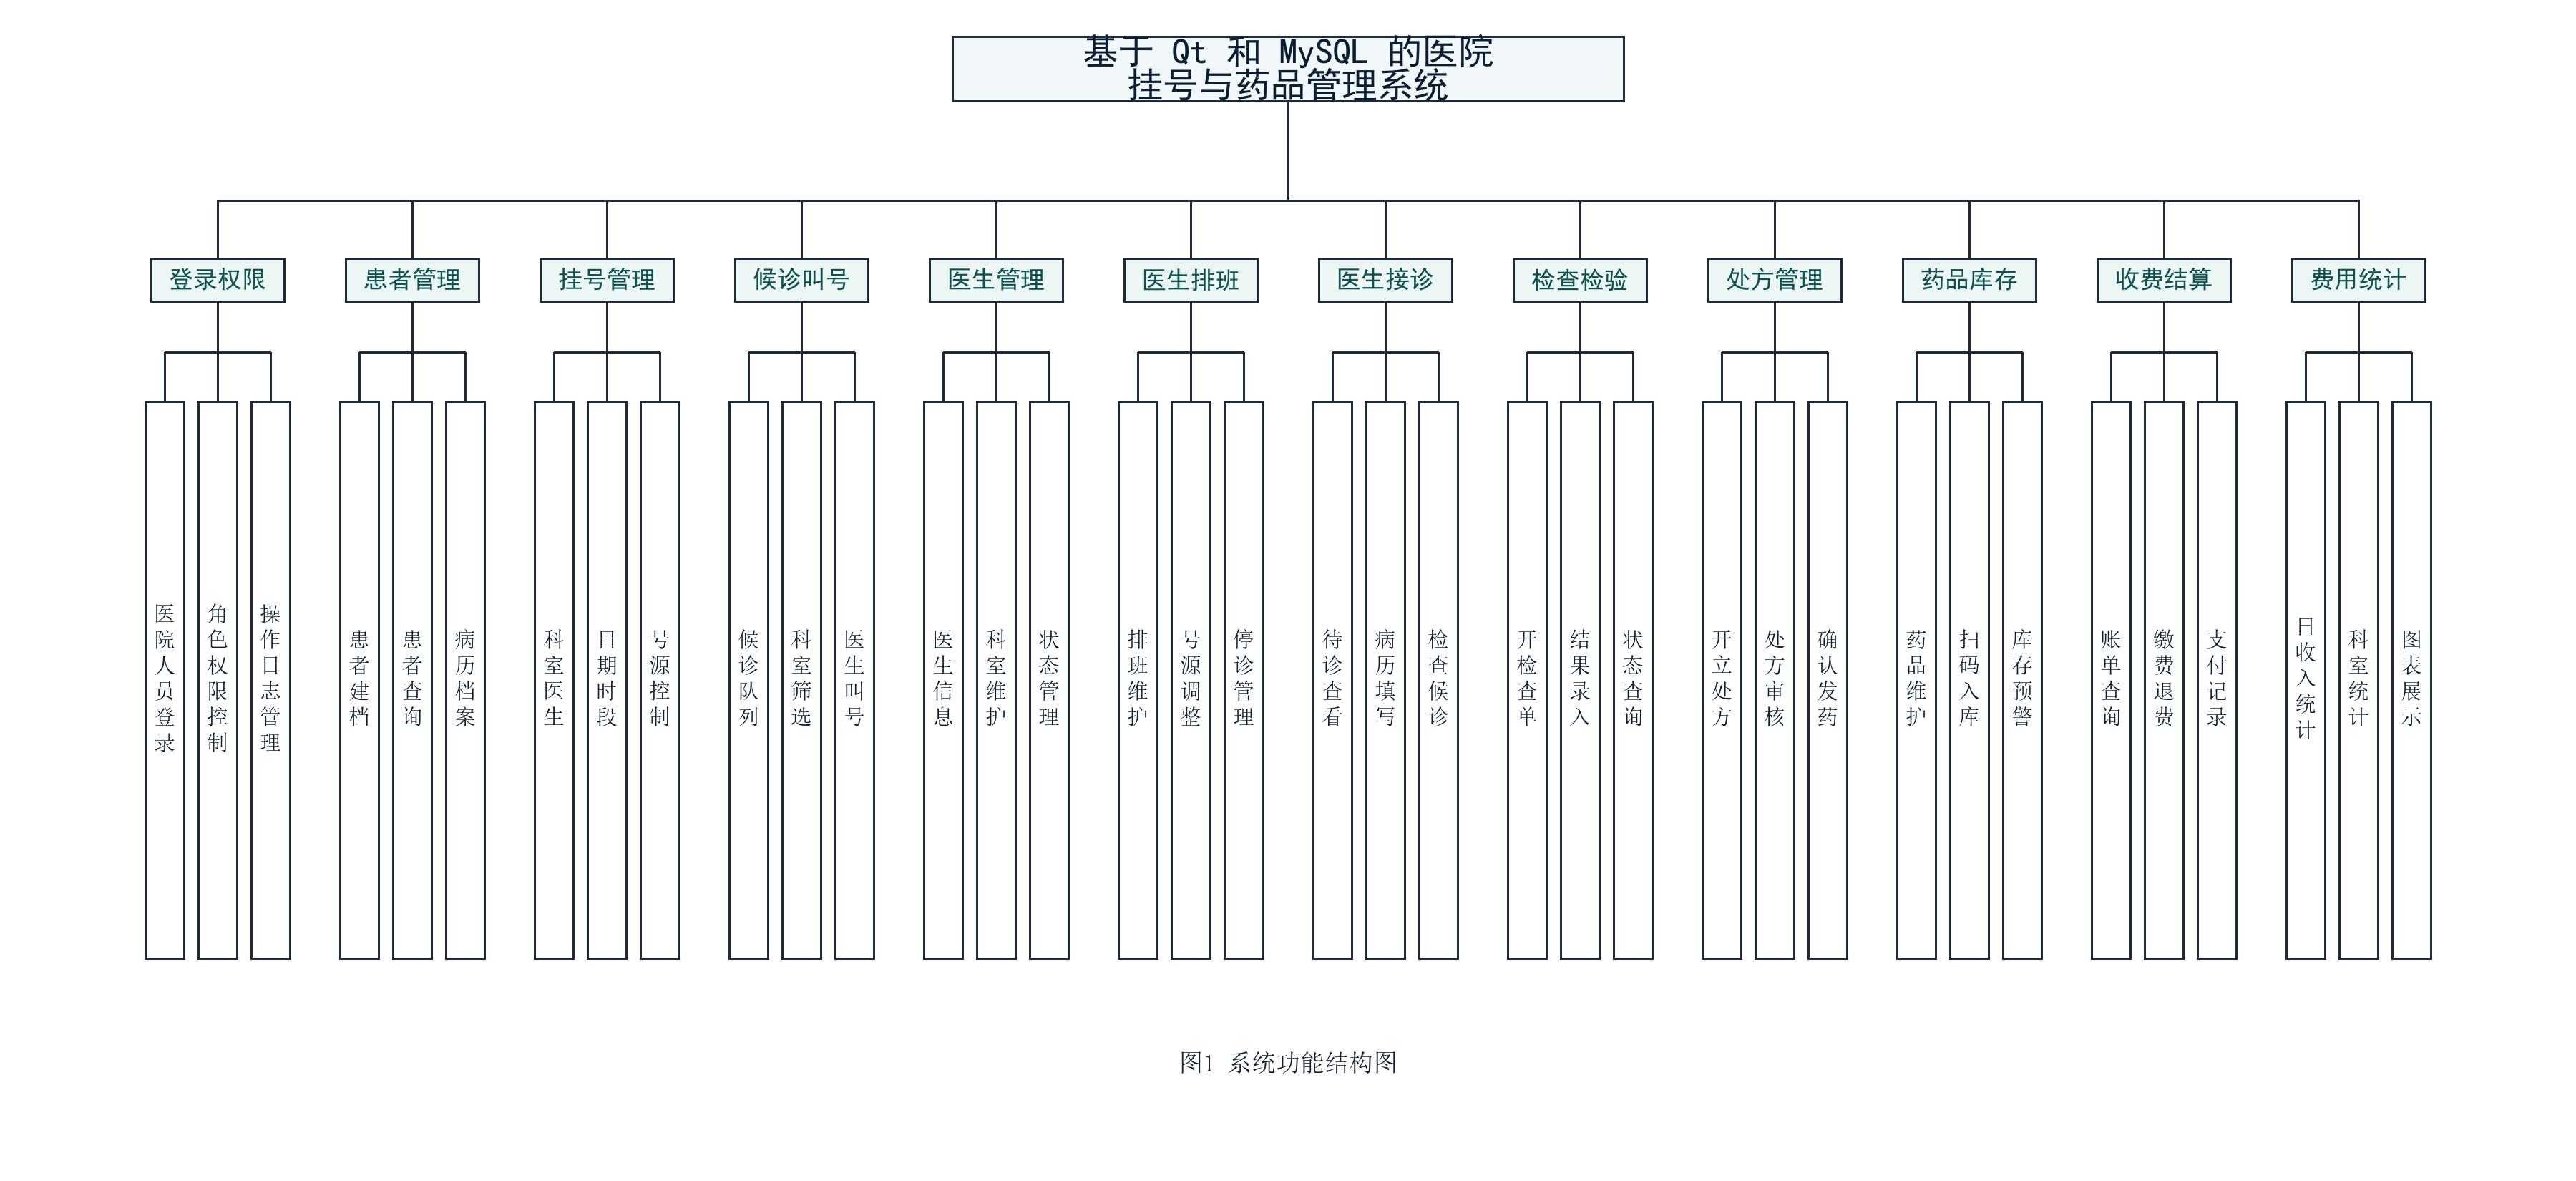 基于 Qt 和 MySQL 的医院
挂号与药品管理系统
登录权限
患者管理
挂号管理
候诊叫号
医生管理
医生排班
医生接诊
检查检验
处方管理
药品库存
收费结算
费用统计
医院人员登录
角色权限控制
操作日志管理
患者建档
患者查询
病历档案
科室医生
日期时段
号源控制
候诊队列
科室筛选
医生叫号
医生信息
科室维护
状态管理
排班维护
号源调整
停诊管理
待诊查看
病历填写
检查候诊
开检查单
结果录入
状态查询
开立处方
处方审核
确认发药
药品维护
扫码入库
库存预警
账单查询
缴费退费
支付记录
日收入统计
科室统计
图表展示
图1 系统功能结构图